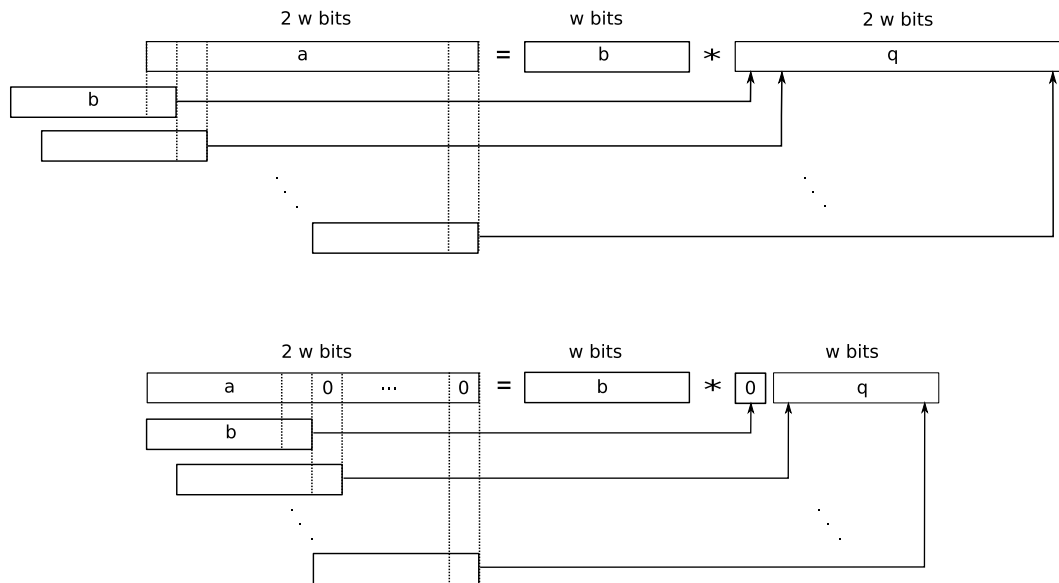 2 w bits w bits 2 w bits
a = b * q
b
2 w bits w bits w bits
a 0 ... 0 = b * 0 q
b